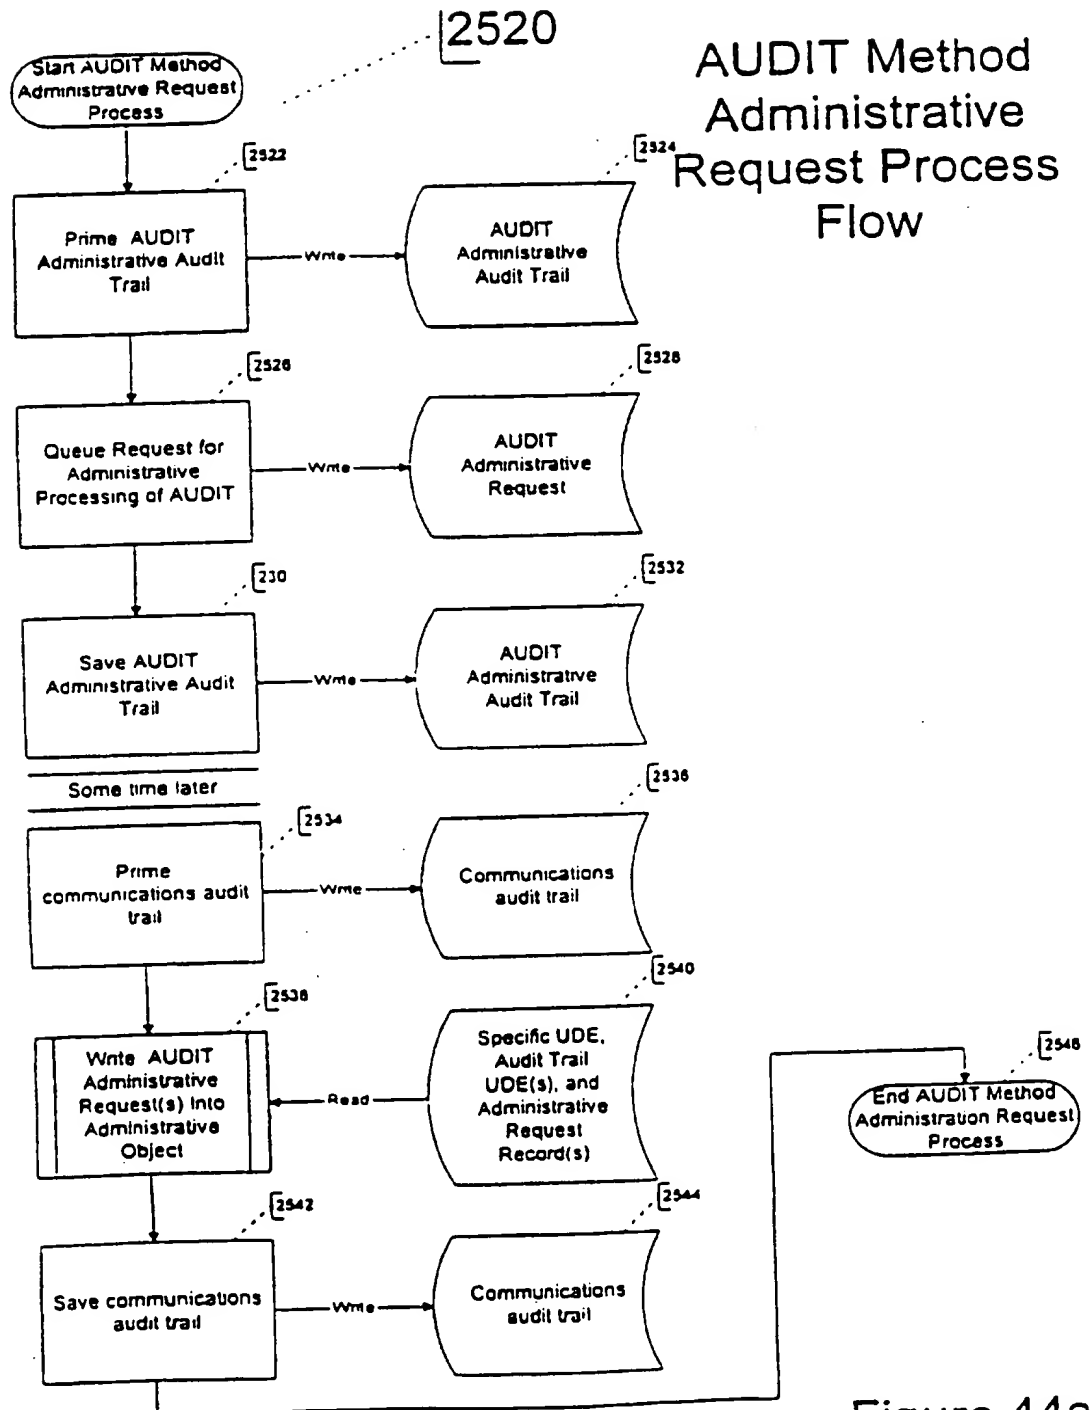 2520
AUDIT Method
Administrative
Request Process
Flow
Start AUDIT Method
Administrative Request
Process
2522
Prime AUDIT
Administrative Audit
Trail
Write
2524
AUDIT
Administrative
Audit Trail
2526
Queue Request for
Administrative
Processing of AUDIT
Write
2528
AUDIT
Administrative
Request
230
Save AUDIT
Administrative Audit
Trail
Write
2532
AUDIT
Administrative
Audit Trail
Some time later
2534
Prime
communications audit
trail
Write
2536
Communications
audit trail
2538
Write AUDIT
Administrative
Request(s) Into
Administrative
Object
Read
2540
Specific UDE,
Audit Trail
UDE(s), and
Administrative
Request
Record(s)
2542
Save communications
audit trail
Write
2544
Communications
audit trail
2546
End AUDIT Method
Administration Request
Process
Figure 44a